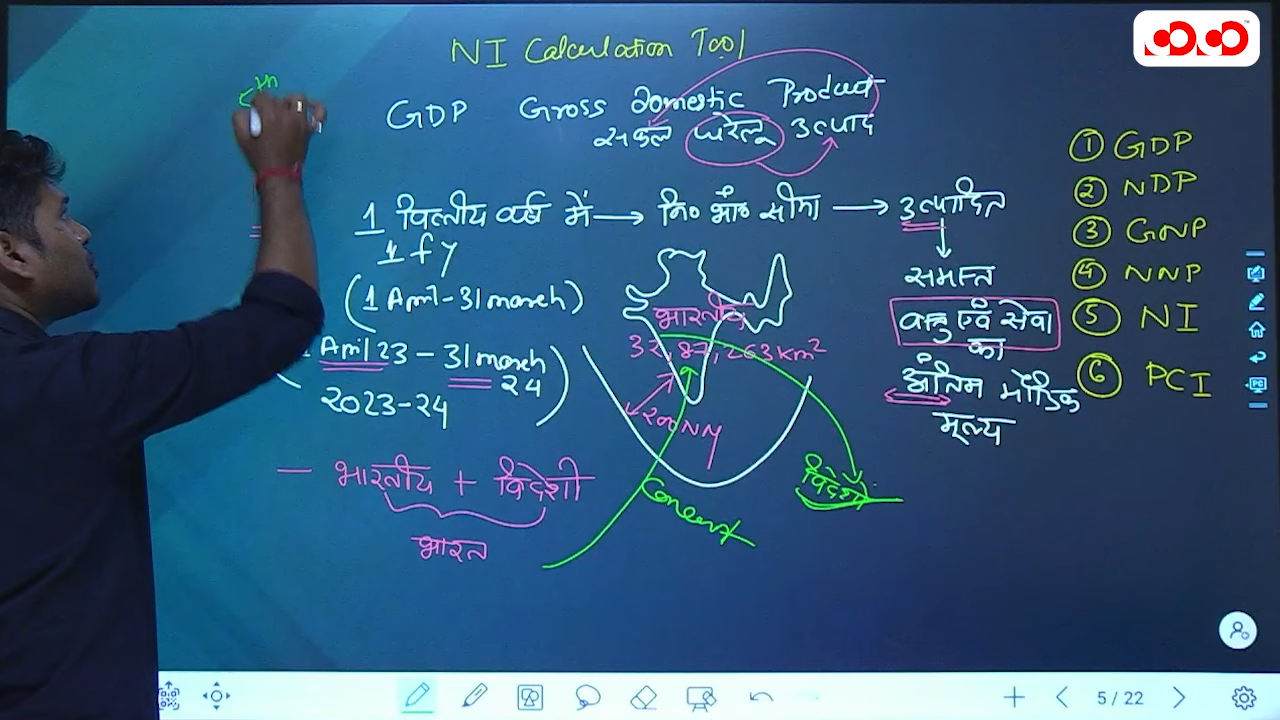 NI Calculation Tool
th
GDP Gross Domestic Product
सकल घरेलू उत्पाद
1 वित्तीय वर्ष में → नि० भौ० सीमा → उत्पादित
1 fy
(1 April - 31 march)
April 23 - 31 march 24
2023-24
समस्त
वस्तु एवं सेवा
का
अंतिम मौद्रिक
मूल्य
भारतीय
32,87,263 km²
200 NM
विदेश
— भारतीय + विदेशी
भारत
① GDP
② NDP
③ GNP
④ NNP
⑤ NI
⑥ PCI
5 / 22